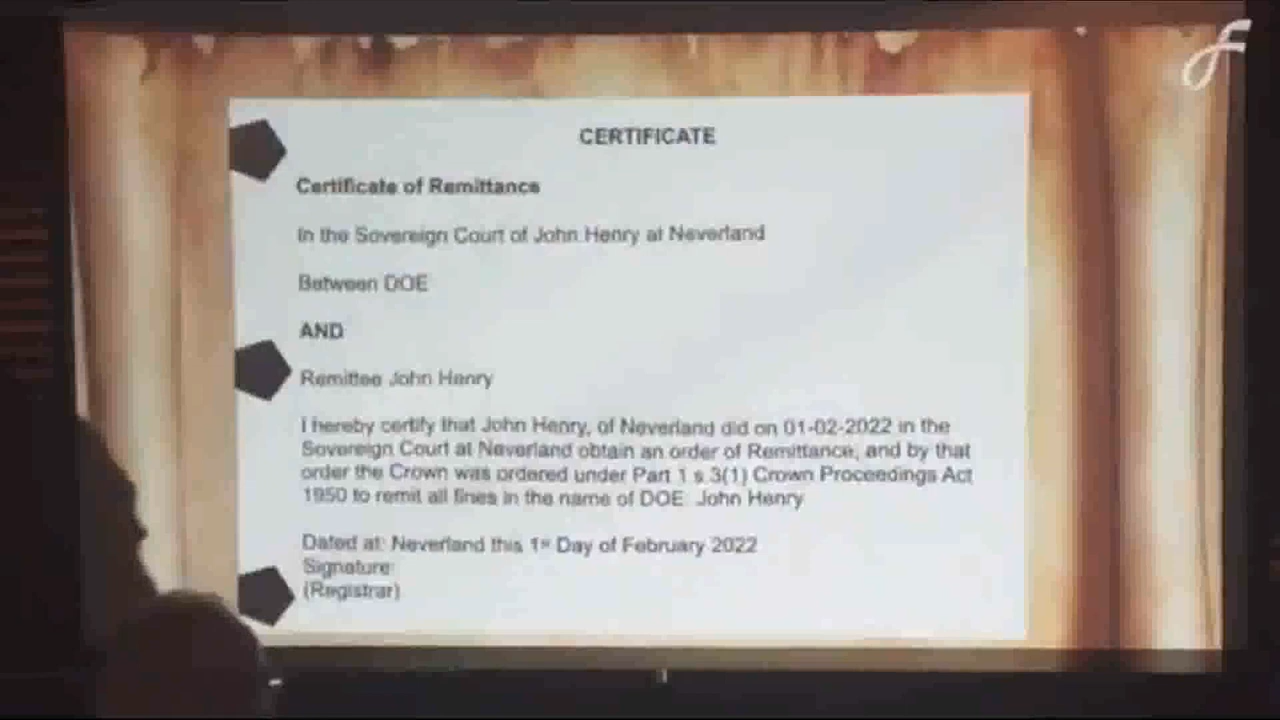 CERTIFICATE
Certificate of Remittance
In the Sovereign Court of John Henry at Neverland
Between DOE
AND
Remittee John Henry
I hereby certify that John Henry, of Neverland did on 01-02-2022 in the
Sovereign Court at Neverland obtain an order of Remittance, and by that
order the Crown was ordered under Part 1 s 3(1) Crown Proceedings Act
1950 to remit all fines in the name of DOE: John Henry
Dated at: Neverland this 1st Day of February 2022
Signature:
(Registrar)